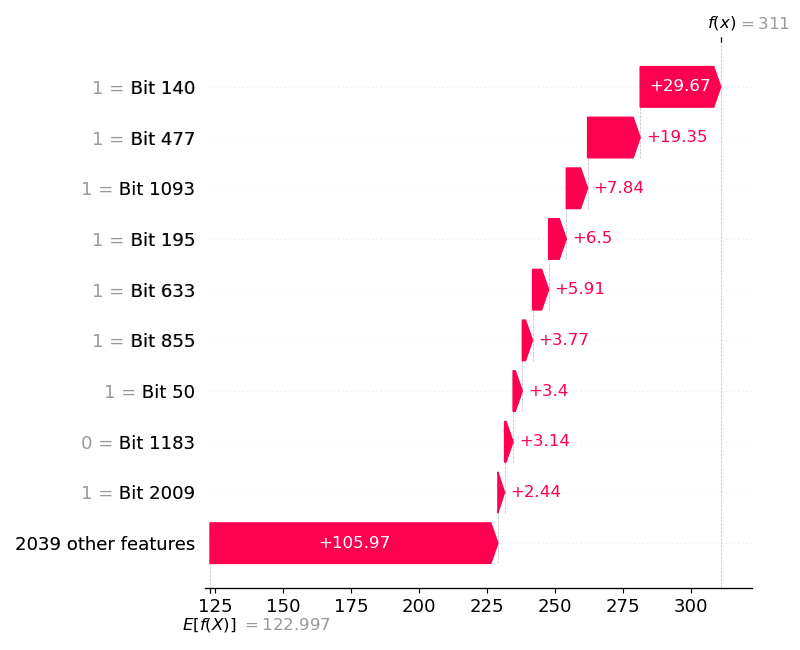 f(x) = 311
1 = Bit 140
+29.67
1 = Bit 477
+19.35
1 = Bit 1093
+7.84
1 = Bit 195
+6.5
1 = Bit 633
+5.91
1 = Bit 855
+3.77
1 = Bit 50
+3.4
0 = Bit 1183
+3.14
1 = Bit 2009
+2.44
2039 other features
+105.97
125 150 175 200 225 250 275 300
E[f(X)] = 122.997